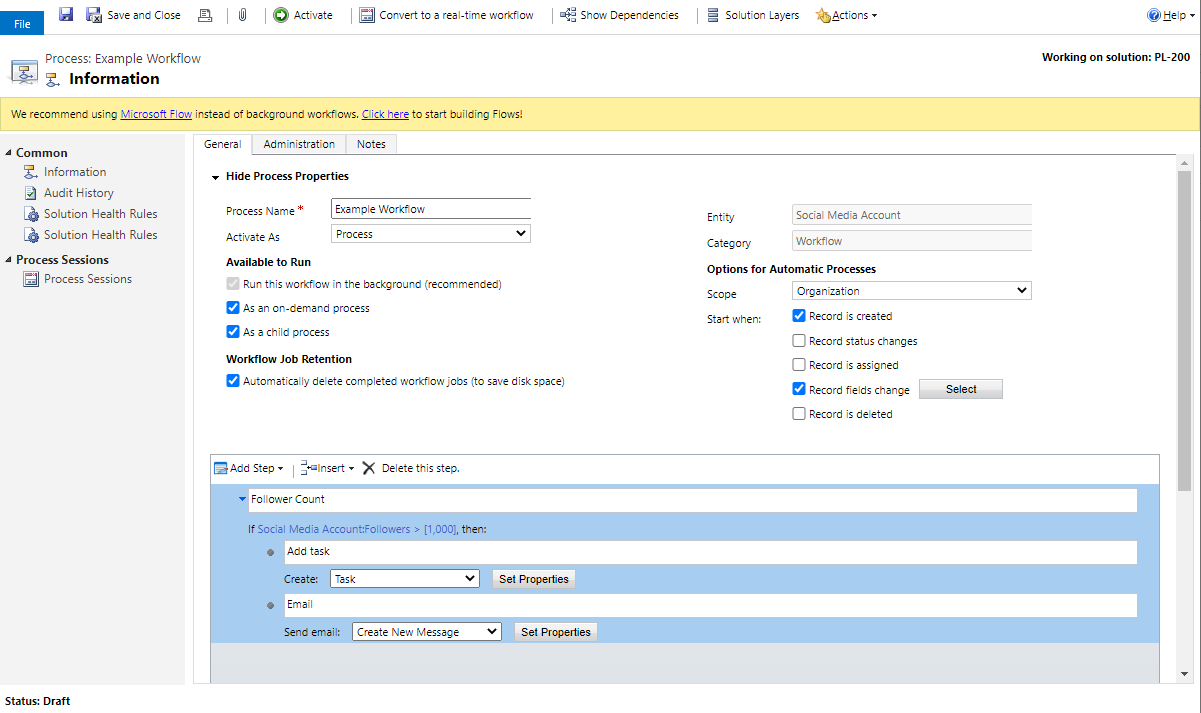 File
Save and Close
Activate
Convert to a real-time workflow
Show Dependencies
Solution Layers
Actions
Help
Process: Example Workflow
Information
Working on solution: PL-200
We recommend using Microsoft Flow instead of background workflows. Click here to start building Flows!
Common
Information
Audit History
Solution Health Rules
Solution Health Rules
Process Sessions
Process Sessions
General
Administration
Notes
Hide Process Properties
Process Name *
Example Workflow
Activate As
Process
Available to Run
Run this workflow in the background (recommended)
As an on-demand process
As a child process
Workflow Job Retention
Automatically delete completed workflow jobs (to save disk space)
Entity
Social Media Account
Category
Workflow
Options for Automatic Processes
Scope
Organization
Start when:
Record is created
Record status changes
Record is assigned
Record fields change
Select
Record is deleted
Add Step
Insert
Delete this step.
Follower Count
If Social Media Account:Followers > [1,000], then:
Add task
Create:
Task
Set Properties
Email
Send email:
Create New Message
Set Properties
Status: Draft